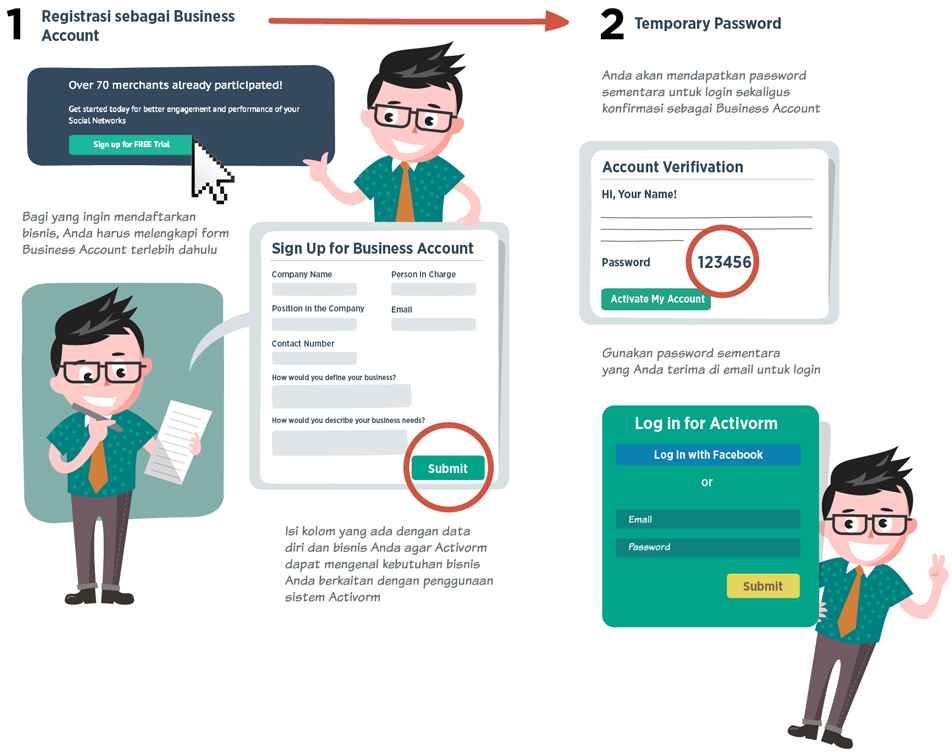 1
Registrasi sebagai Business
Account
Over 70 merchants already participated!
Get started today for better engagement and performance of your
Social Networks
Sign up for FREE Trial
Bagi yang ingin mendaftarkan
bisnis, Anda harus melengkapi form
Business Account terlebih dahulu
Sign Up for Business Account
Company Name
Person in Charge
Position in the Company
Email
Contact Number
How would you define your business?
How would you describe your business needs?
Submit
Isi kolom yang ada dengan data
diri dan bisnis Anda agar Activorm
dapat mengenal kebutuhan bisnis
Anda berkaitan dengan penggunaan
sistem Activorm
2
Temporary Password
Anda akan mendapatkan password
sementara untuk login sekaligus
konfirmasi sebagai Business Account
Account Verifivation
Hi, Your Name!
Password
123456
Activate My Account
Gunakan password sementara
yang Anda terima di email untuk login
Log in for Activorm
Log In with Facebook
or
Email
Password
Submit